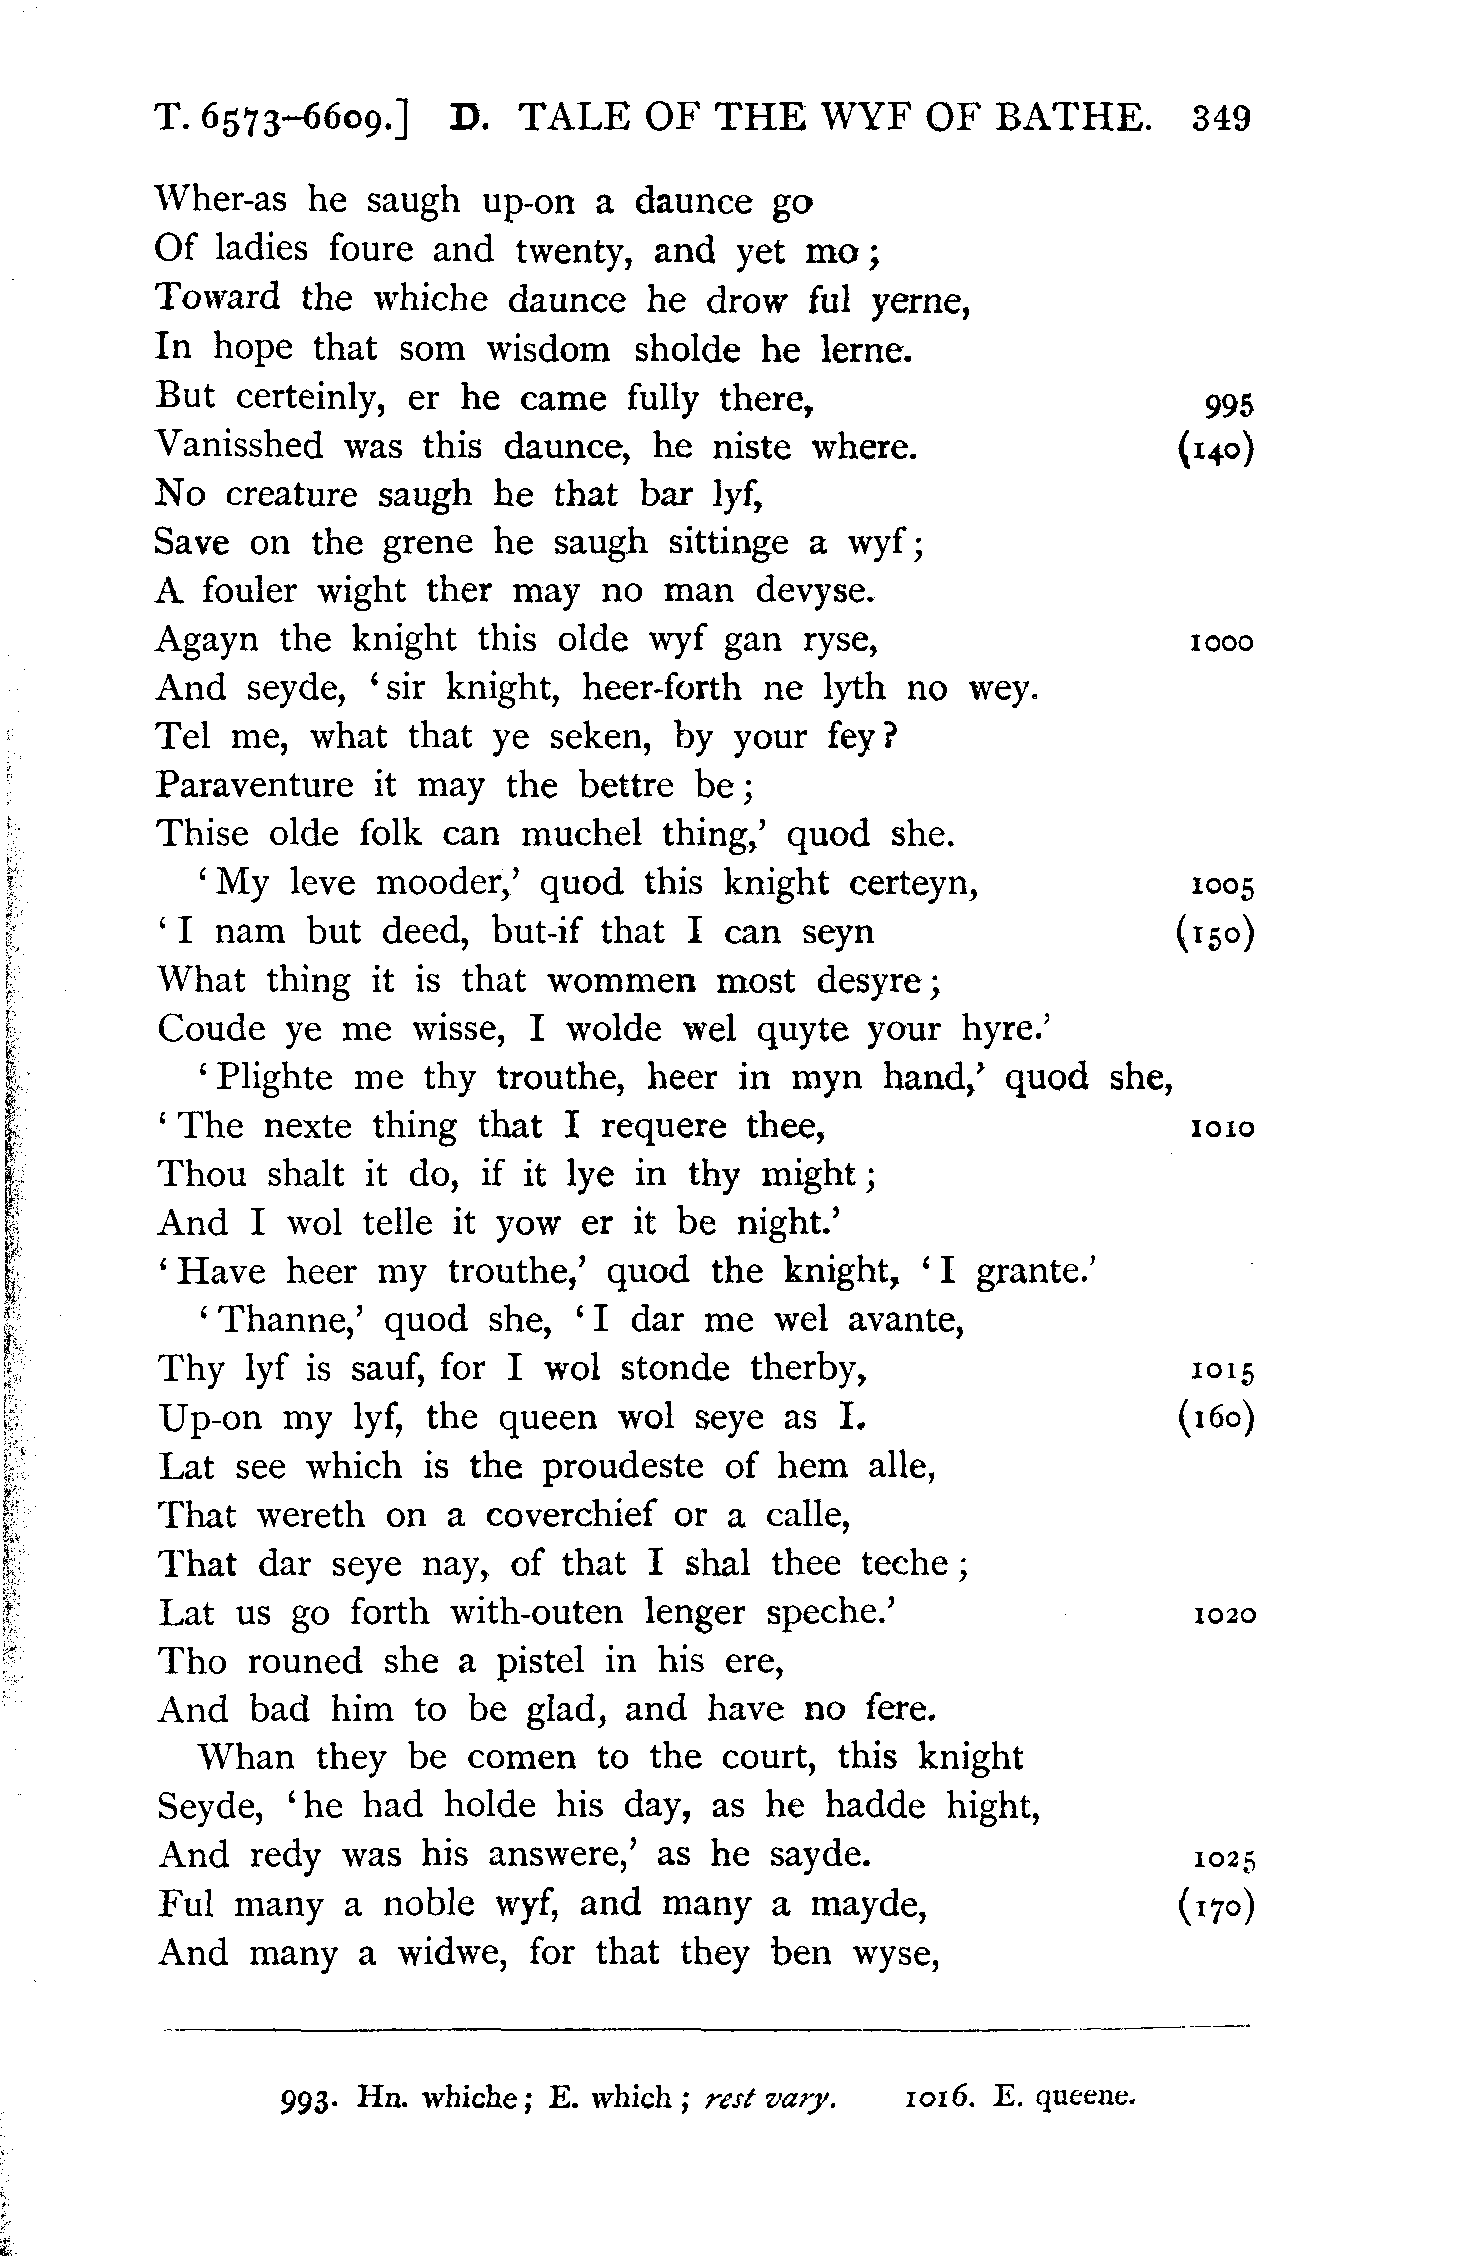 T. 6573–6609.] D. TALE OF THE WYF OF BATHE. 349
Wher-as he saugh up-on a daunce go
Of ladies foure and twenty, and yet mo;
Toward the whiche daunce he drow ful yerne,
In hope that som wisdom sholde he lerne.
But certeinly, er he came fully there, 995
Vanisshed was this daunce, he niste where. (140)
No creature saugh he that bar lyf,
Save on the grene he saugh sittinge a wyf;
A fouler wight ther may no man devyse.
Agayn the knight this olde wyf gan ryse, 1000
And seyde, ‘sir knight, heer-forth ne lyth no wey.
Tel me, what that ye seken, by your fey?
Paraventure it may the bettre be;
Thise olde folk can muchel thing,’ quod she.
‘My leve mooder,’ quod this knight certeyn, 1005
‘I nam but deed, but-if that I can seyn (150)
What thing it is that wommen most desyre;
Coude ye me wisse, I wolde wel quyte your hyre.’
‘Plighte me thy trouthe, heer in myn hand,’ quod she,
‘The nexte thing that I requere thee, 1010
Thou shalt it do, if it lye in thy might;
And I wol telle it yow er it be night.’
‘Have heer my trouthe,’ quod the knight, ‘I grante.’
‘Thanne,’ quod she, ‘I dar me wel avante,
Thy lyf is sauf, for I wol stonde therby, 1015
Up-on my lyf, the queen wol seye as I. (160)
Lat see which is the proudeste of hem alle,
That wereth on a coverchief or a calle,
That dar seye nay, of that I shal thee teche;
Lat us go forth with-outen lenger speche.’ 1020
Tho rouned she a pistel in his ere,
And bad him to be glad, and have no fere.
Whan they be comen to the court, this knight
Seyde, ‘he had holde his day, as he hadde hight,
And redy was his answere,’ as he sayde. 1025
Ful many a noble wyf, and many a mayde, (170)
And many a widwe, for that they ben wyse,
993. Hn. whiche; E. which; rest vary. 1016. E. queene.